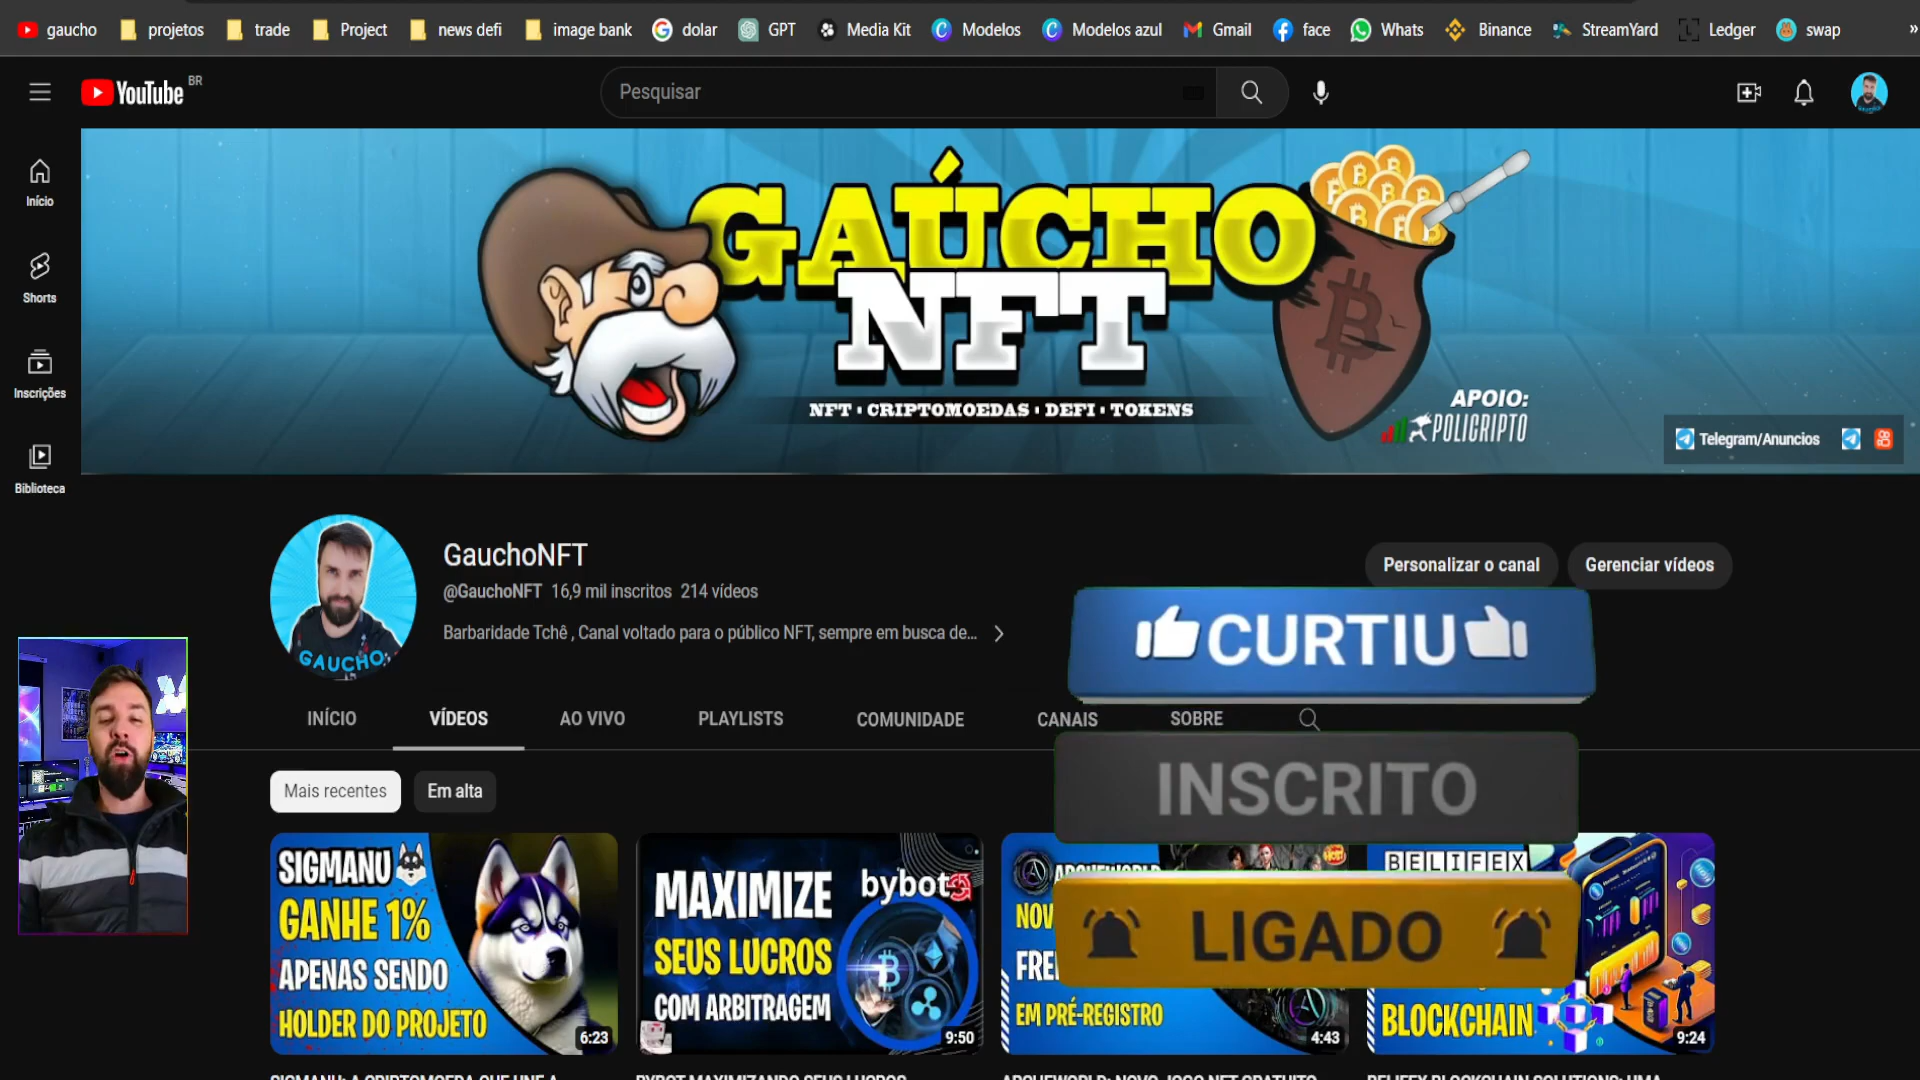 gaucho projetos trade Project news defi image bank dolar GPT Media Kit Modelos Modelos azul Gmail face Whats Binance StreamYard Ledger swap »
YouTube BR
Pesquisar
Início
Shorts
Inscrições
Biblioteca
GAÚCHO
NFT
NFT · CRIPTOMOEDAS · DEFI · TOKENS
APOIO:
POLICRIPTO
Telegram/Anuncios
GAUCHO
GauchoNFT
@GauchoNFT 16,9 mil inscritos 214 vídeos
Barbaridade Tchê , Canal voltado para o público NFT, sempre em busca de...
Personalizar o canal
Gerenciar vídeos
CURTIU
INÍCIO VÍDEOS AO VIVO PLAYLISTS COMUNIDADE CANAIS SOBRE
INSCRITO
LIGADO
Mais recentes Em alta
SIGMANU
GANHE 1%
APENAS SENDO
HOLDER DO PROJETO
6:23
MAXIMIZE
SEUS LUCROS
COM ARBITRAGEM
bybot
9:50
EM PRÉ-REGISTRO
4:43
BELIFEX
BLOCKCHAIN
9:24